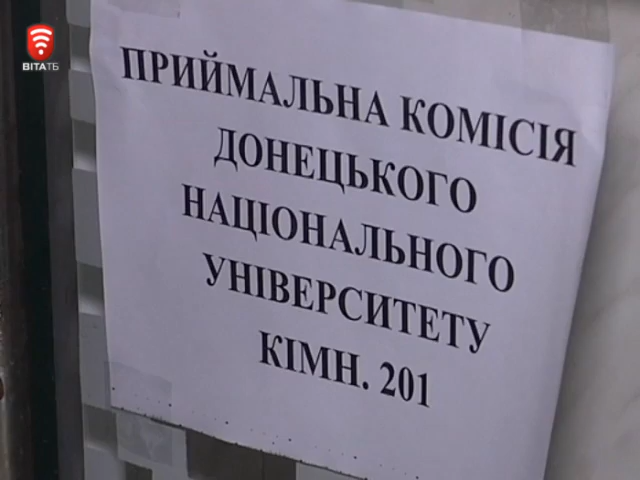 ВІТАТБ
ПРИЙМАЛЬНА КОМІСІЯ
ДОНЕЦЬКОГО
НАЦІОНАЛЬНОГО
УНІВЕРСИТЕТУ
КІМН. 201